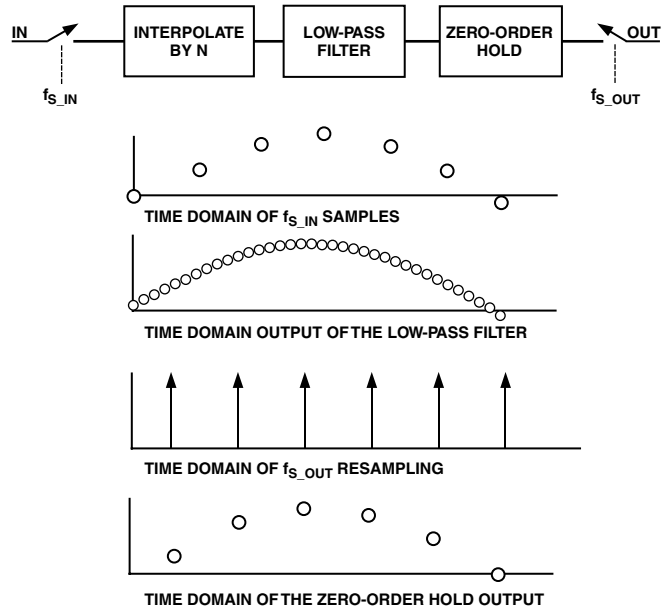 IN
INTERPOLATE
BY N
LOW-PASS
FILTER
ZERO-ORDER
HOLD
OUT
fS_IN
fS_OUT
TIME DOMAIN OF fS_IN SAMPLES
TIME DOMAIN OUTPUT OF THE LOW-PASS FILTER
TIME DOMAIN OF fS_OUT RESAMPLING
TIME DOMAIN OF THE ZERO-ORDER HOLD OUTPUT